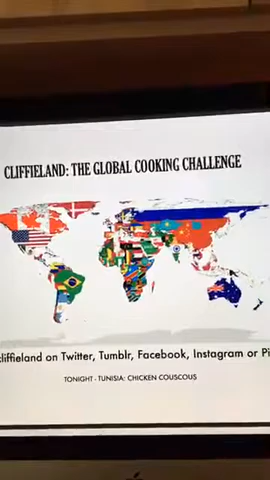 CLIFFIELAND: THE GLOBAL COOKING CHALLENGE
cliffieland on Twitter, Tumblr, Facebook, Instagram or Pi
TONIGHT - TUNISIA: CHICKEN COUSCOUS